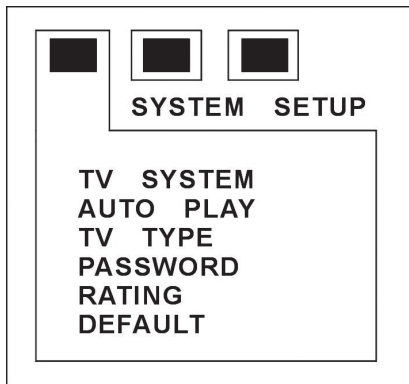 SYSTEM SETUP
TV SYSTEM
AUTO PLAY
TV TYPE
PASSWORD
RATING
DEFAULT